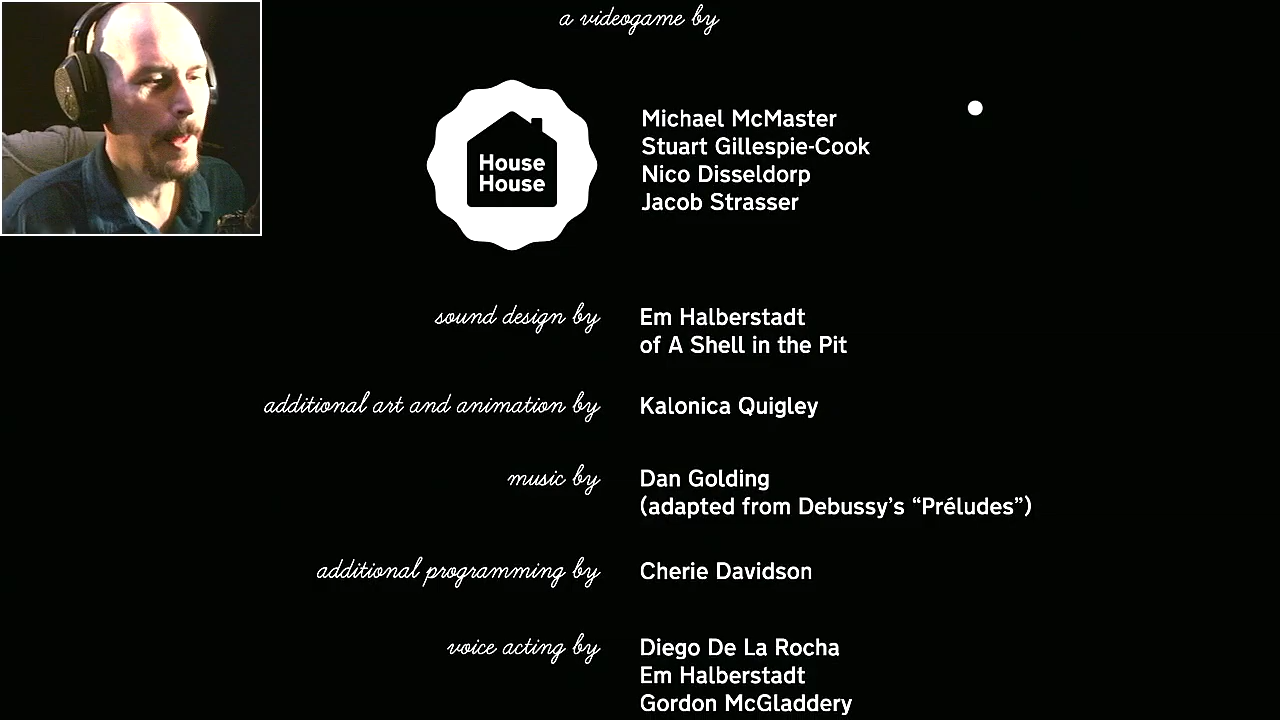 a videogame by
House
House
Michael McMaster
Stuart Gillespie-Cook
Nico Disseldorp
Jacob Strasser
sound design by
Em Halberstadt
of A Shell in the Pit
additional art and animation by
Kalonica Quigley
music by
Dan Golding
(adapted from Debussy's “Préludes”)
additional programming by
Cherie Davidson
voice acting by
Diego De La Rocha
Em Halberstadt
Gordon McGladdery